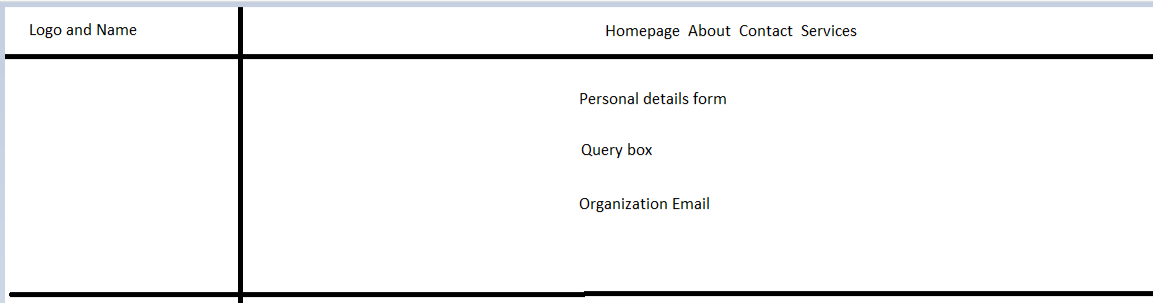 Logo and Name
Homepage About Contact Services
Personal details form
Query box
Organization Email